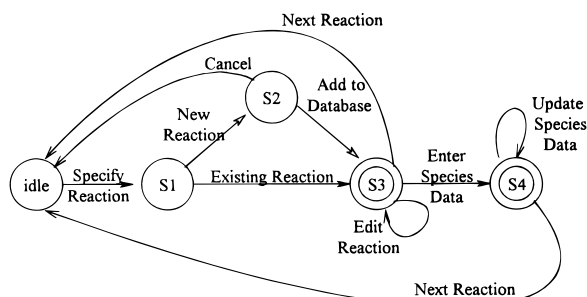 Next Reaction
Cancel
S2
Add to
Database
New
Reaction
Update
Species
Data
idle
Specify
Reaction
S1
Existing Reaction
S3
Enter
Species
Data
S4
Edit
Reaction
Next Reaction